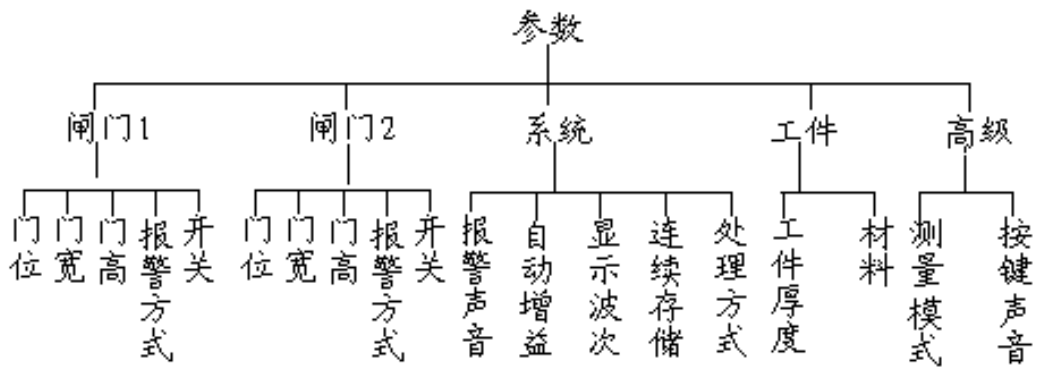 参数
闸门1
闸门2
系统
工件
高级
门位
门宽
门高
报警方式
开关
门位
门宽
门高
报警方式
开关
报警声音
自动增益
显示波次
连续存储
处理方式
工件厚度
材料
测量模式
按键声音